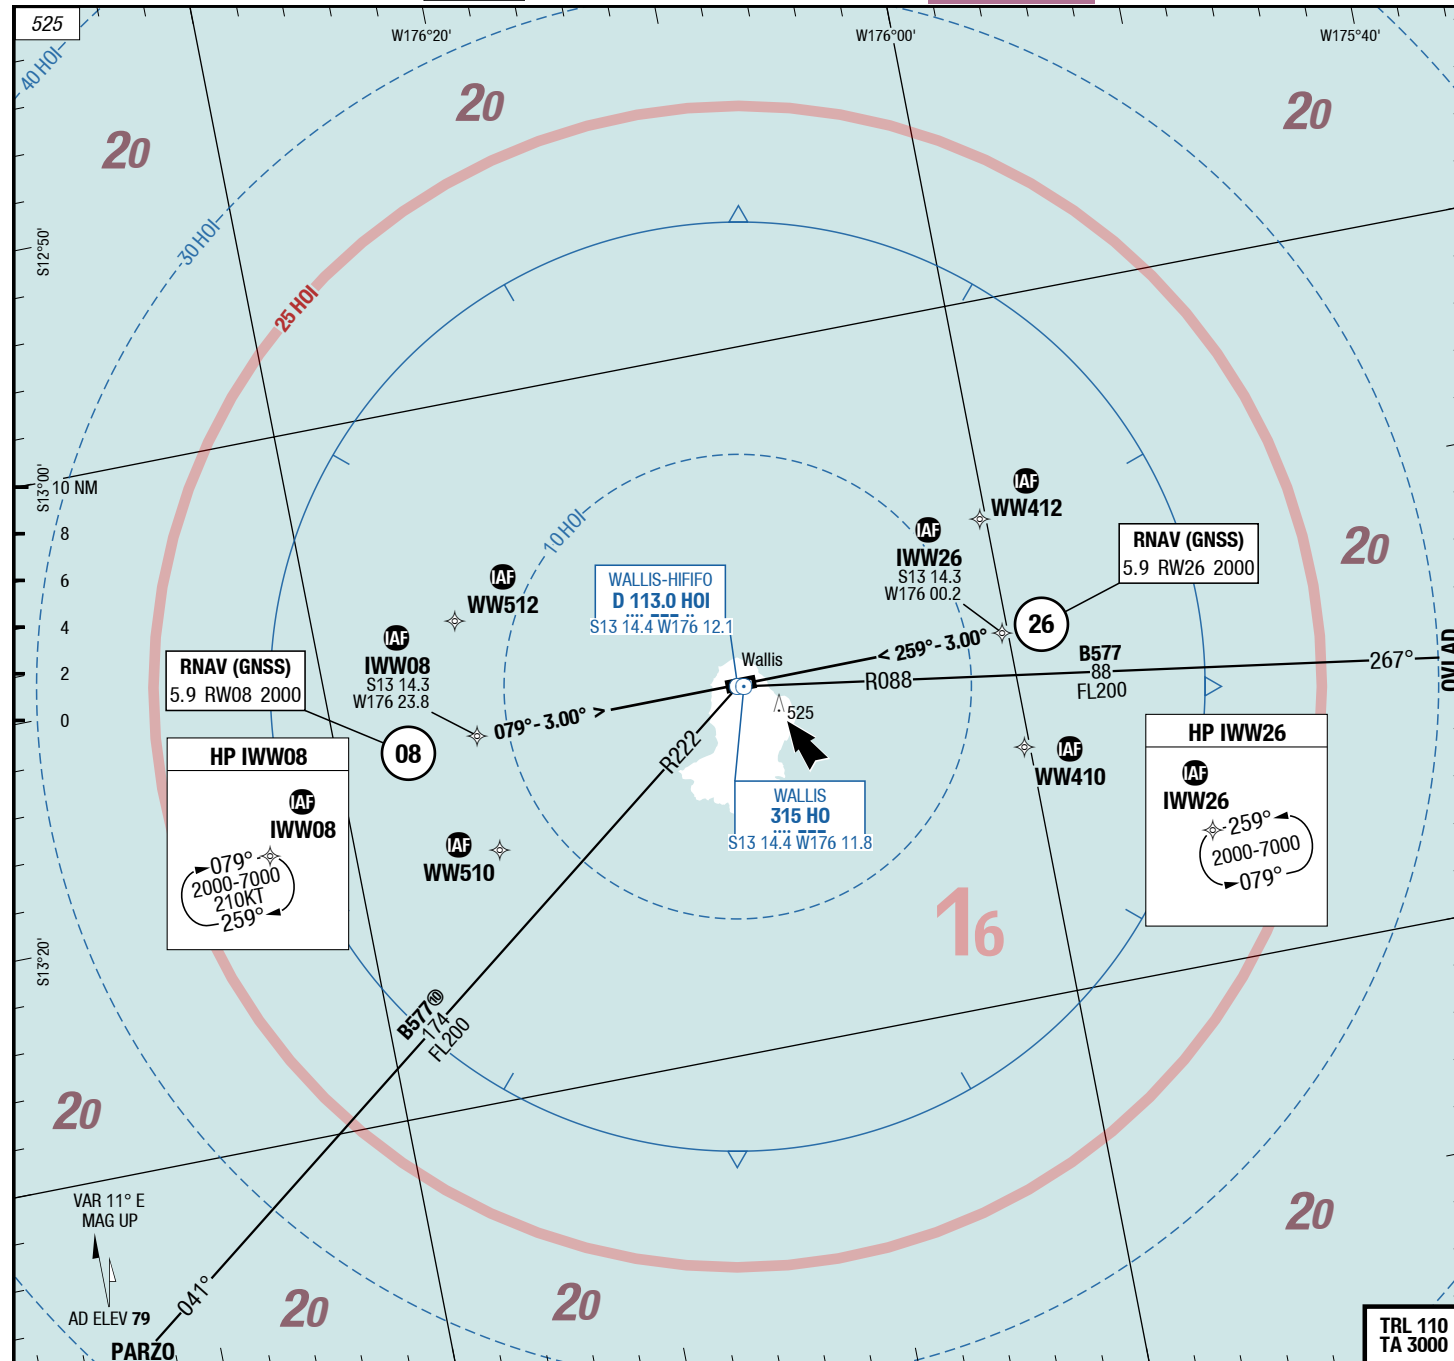 525
W176°20'
W176°00'
W175°40'
40 HOI
20
20
20
30 HOI
S12°50'
25 HOI
S13°00'
10 NM
8
6
4
2
0
10 HOI
IAF
WW412
IAF
IWW26
S13 14.3
W176 00.2
RNAV (GNSS)
5.9 RW26 2000
20
26
IAF
WW512
WALLIS-HIFIFO
D 113.0 HOI
S13 14.4 W176 12.1
IAF
IWW08
S13 14.3
W176 23.8
RNAV (GNSS)
5.9 RW08 2000
08
079°- 3.00° >
Wallis
< 259°- 3.00°
R088
B577
88
FL200
267°
OVLAD
525
R222
IAF
WW410
HP IWW08
IAF
IWW08
079°
2000-7000
210KT
259°
WALLIS
315 HO
S13 14.4 W176 11.8
HP IWW26
IAF
IWW26
259°
2000-7000
079°
IAF
WW510
16
S13°20'
B577⑩
174
FL200
20
20
VAR 11° E
MAG UP
AD ELEV 79
041°
PARZO
20
20
TRL 110
TA 3000